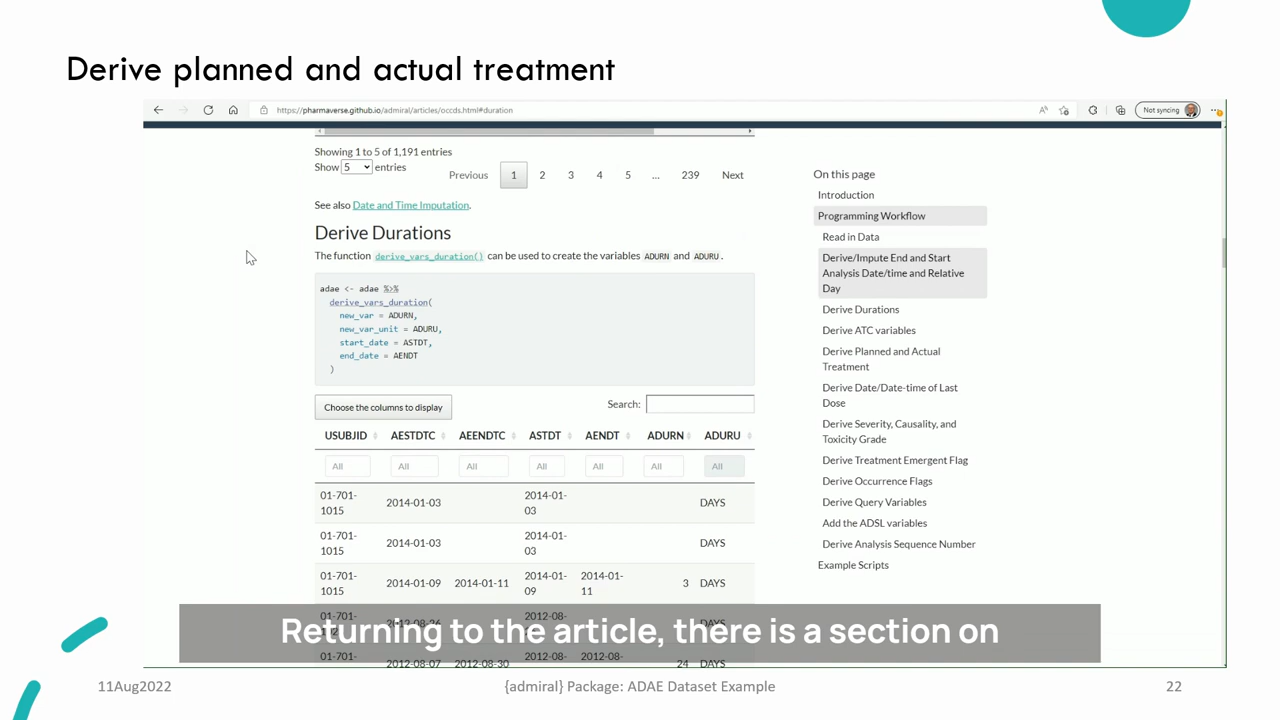 Derive planned and actual treatment
https://pharmaverse.github.io/admiral/articles/occds.html#duration
Not syncing
Showing 1 to 5 of 1,191 entries
Show 5 entries
Previous 1 2 3 4 5 ... 239 Next
See also Date and Time Imputation.
Derive Durations
The function derive_vars_duration() can be used to create the variables ADURN and ADURU.
adae <- adae %>%
derive_vars_duration(
new_var = ADURN,
new_var_unit = ADURU,
start_date = ASTDT,
end_date = AENDT
)
Choose the columns to display
Search:
USUBJID AESTDTC AEENDTC ASTDT AENDT ADURN ADURU
All All All All All All All
01-701-1015 2014-01-03 2014-01-03 DAYS
01-701-1015 2014-01-03 2014-01-03 DAYS
01-701-1015 2014-01-09 2014-01-11 2014-01-09 2014-01-11 3 DAYS
01-701- 2012-08-07 2012-08-30 2012-08- 2012-08- 24 DAYS
On this page
Introduction
Programming Workflow
Read in Data
Derive/Impute End and Start
Analysis Date/time and Relative
Day
Derive Durations
Derive ATC variables
Derive Planned and Actual
Treatment
Derive Date/Date-time of Last
Dose
Derive Severity, Causality, and
Toxicity Grade
Derive Treatment Emergent Flag
Derive Occurrence Flags
Derive Query Variables
Add the ADSL variables
Derive Analysis Sequence Number
Example Scripts
Returning to the article, there is a section on
11Aug2022
{admiral} Package: ADAE Dataset Example
22